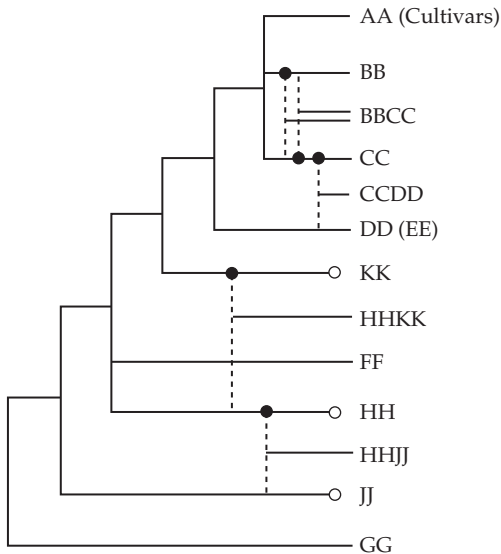 AA (Cultivars)
BB
BBCC
CC
CCDD
DD (EE)
KK
HHKK
FF
HH
HHJJ
JJ
GG